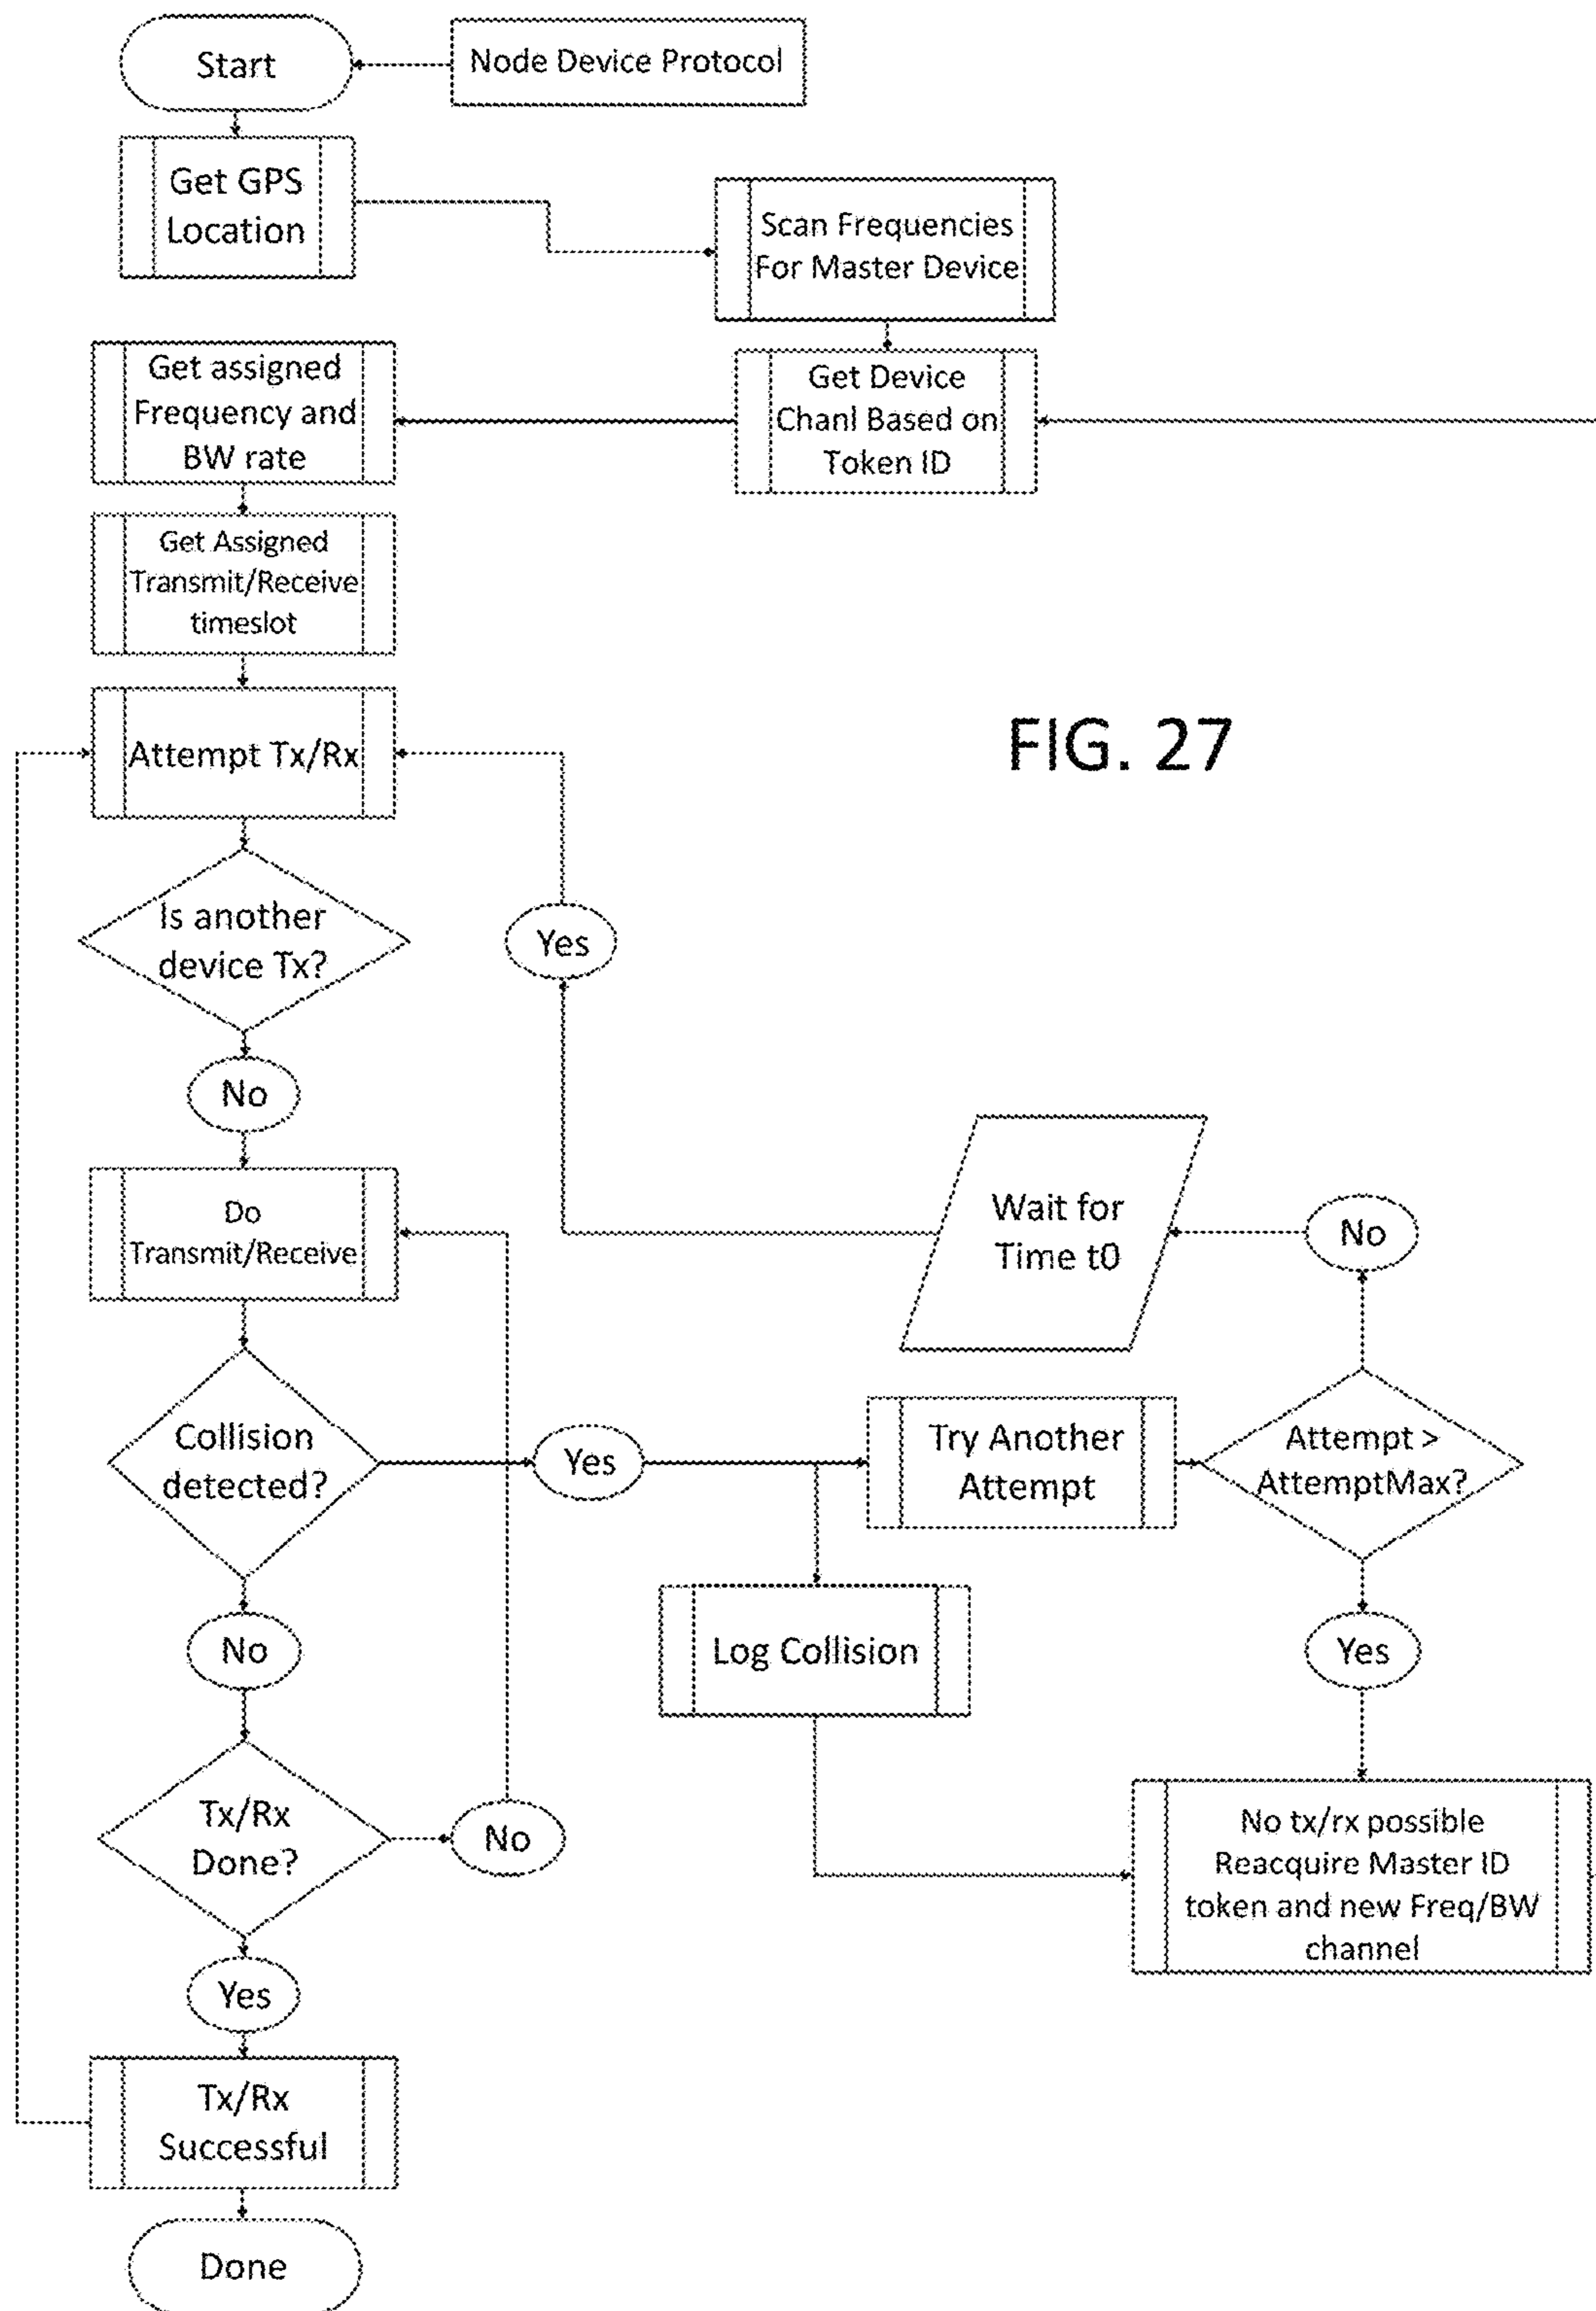 Start
Node Device Protocol
Get GPS
Location
Scan Frequencies
For Master Device
Get assigned
Frequency and
BW rate
Get Device
Chanl Based on
Token ID
Get Assigned
Transmit/Receive
timeslot
Attempt Tx/Rx
FIG. 27
Is another
device Tx?
Yes
No
Do
Transmit/Receive
Wait for
Time t0
No
Collision
detected?
Yes
Try Another
Attempt
Attempt >
AttemptMax?
No
Log Collision
Yes
Tx/Rx
Done?
No
No tx/rx possible
Reacquire Master ID
token and new Freq/BW
channel
Yes
Tx/Rx
Successful
Done